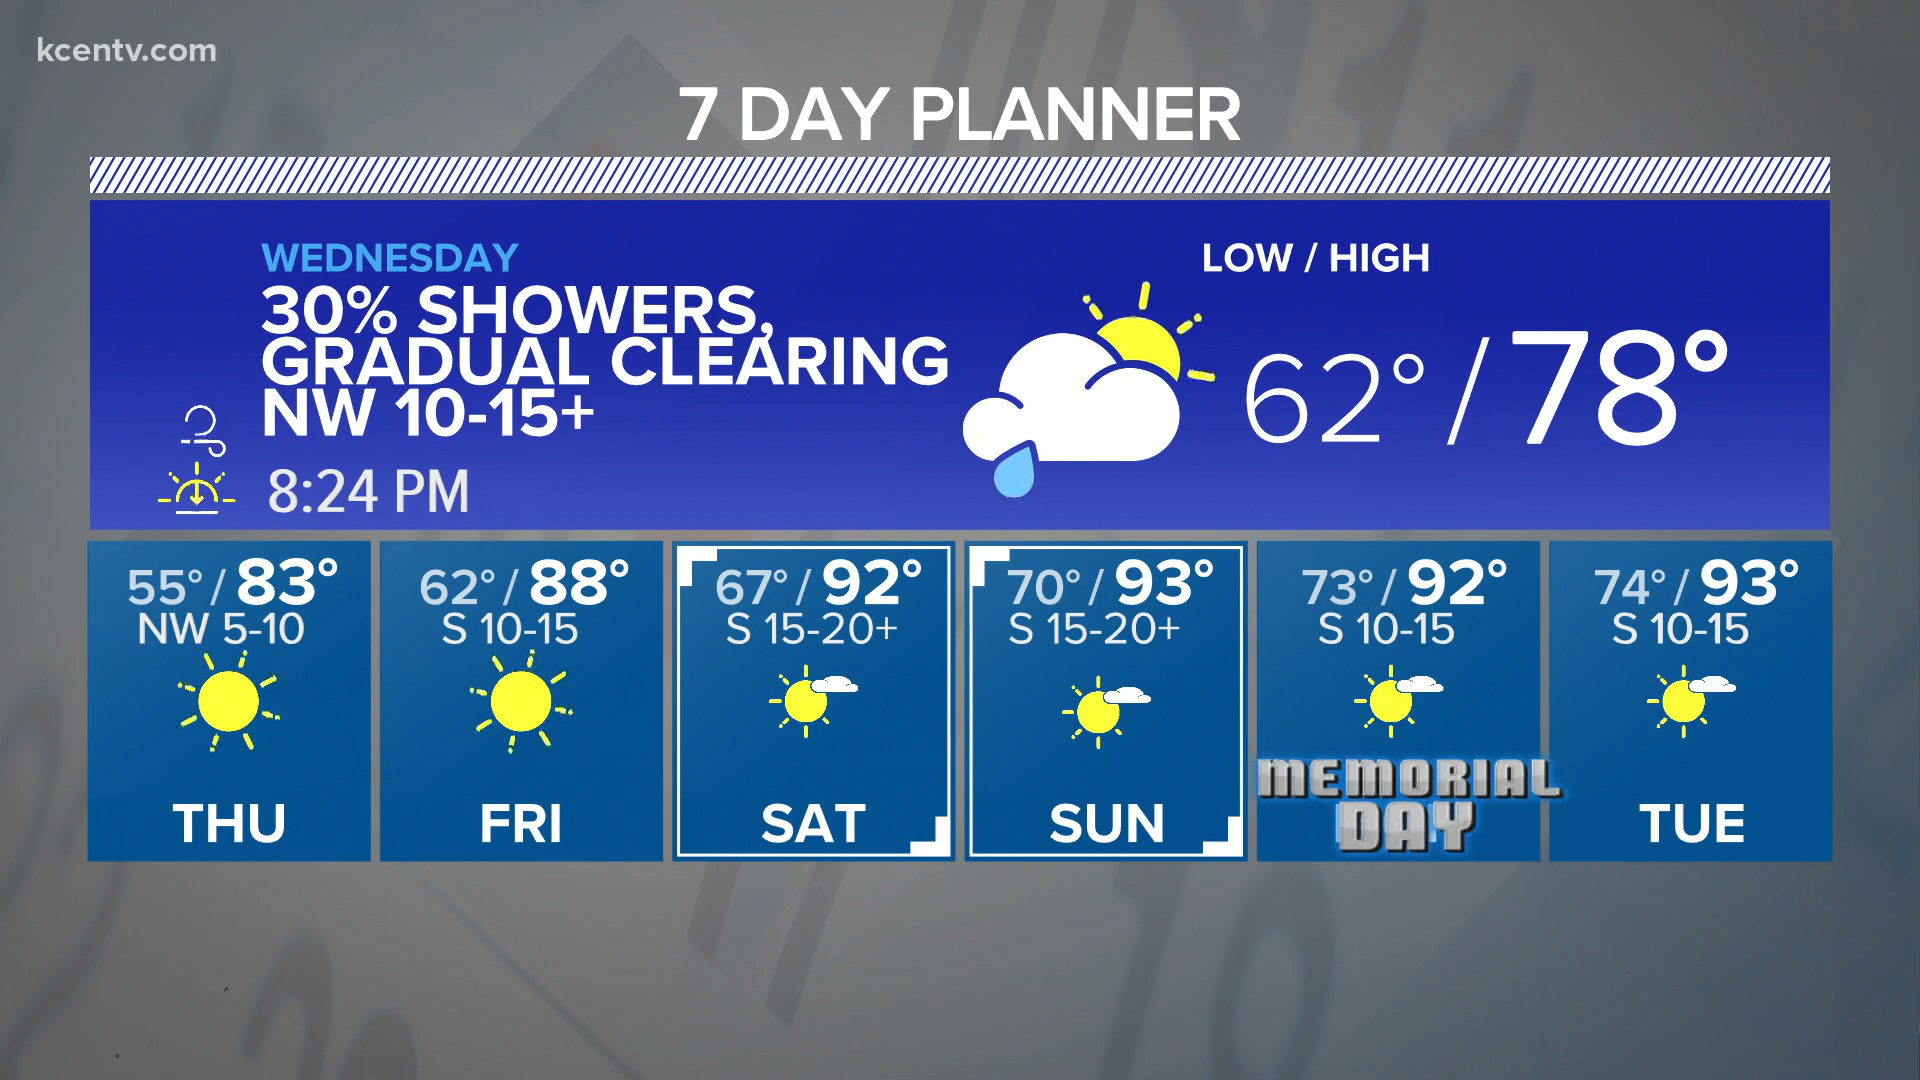 kcentv.com
7 DAY PLANNER
WEDNESDAY
30% SHOWERS,
GRADUAL CLEARING
NW 10-15+
8:24 PM
LOW / HIGH
62° / 78°
55° / 83°
NW 5-10
THU
62° / 88°
S 10-15
FRI
67° / 92°
S 15-20+
SAT
70° / 93°
S 15-20+
SUN
73° / 92°
S 10-15
MEMORIAL
DAY
74° / 93°
S 10-15
TUE